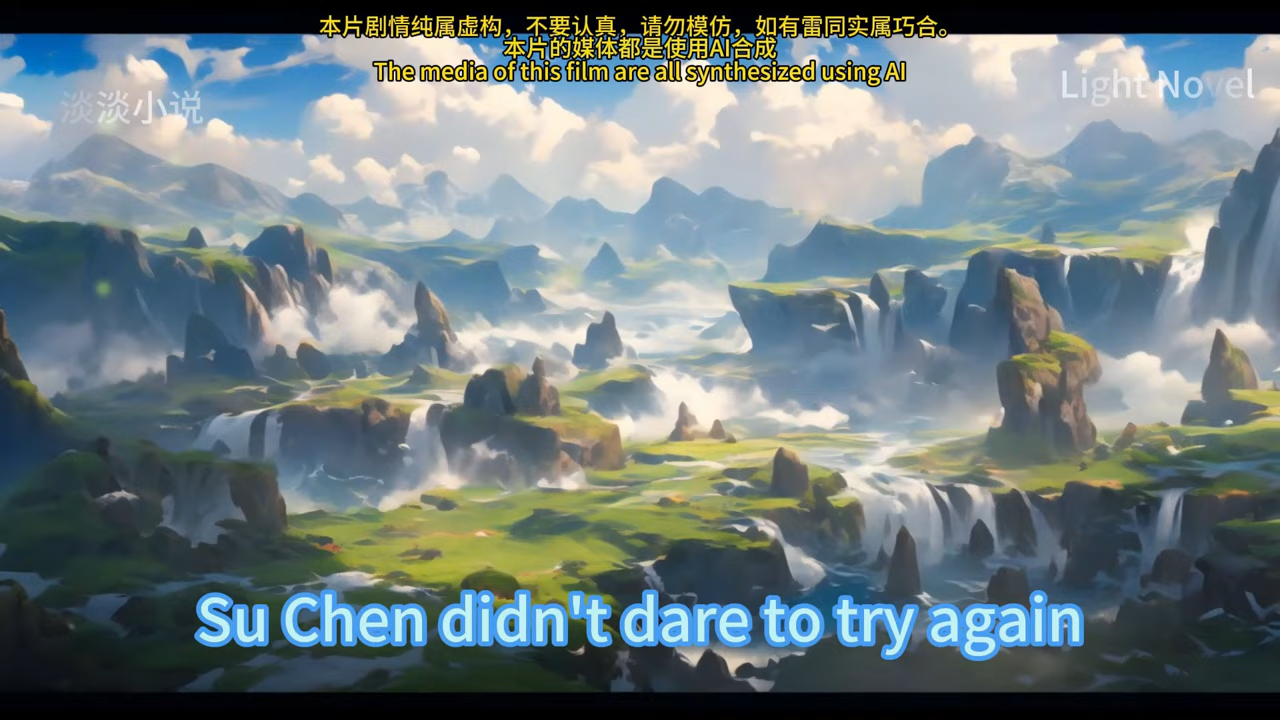 本片剧情纯属虚构，不要认真，请勿模仿，如有雷同实属巧合。
本片的媒体都是使用AI合成
The media of this film are all synthesized using AI
淡淡小说
Light Novel
Su Chen didn't dare to try again